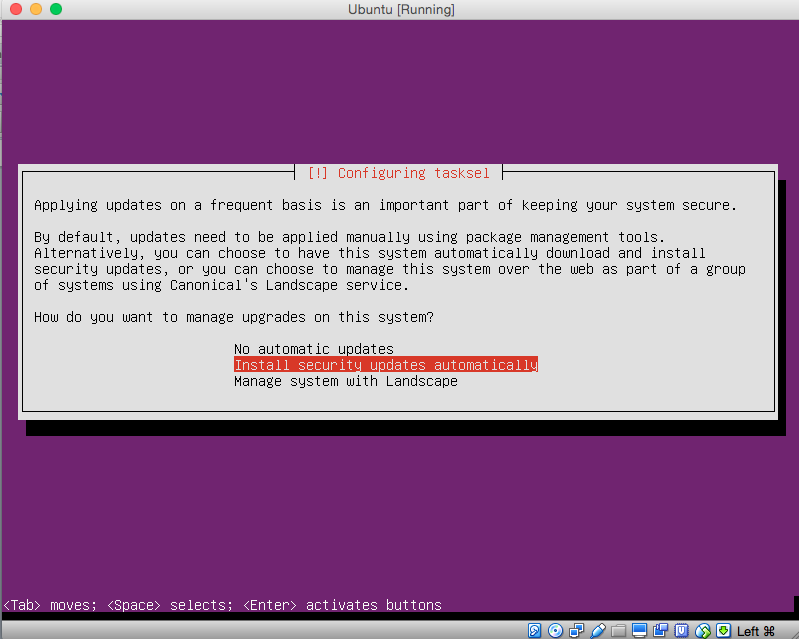 Ubuntu [Running]
[!] Configuring tasksel
Applying updates on a frequent basis is an important part of keeping your system secure.
By default, updates need to be applied manually using package management tools.
Alternatively, you can choose to have this system automatically download and install
security updates, or you can choose to manage this system over the web as part of a group
of systems using Canonical's Landscape service.
How do you want to manage upgrades on this system?
No automatic updates
Install security updates automatically
Manage system with Landscape
<Tab> moves; <Space> selects; <Enter> activates buttons
Left ⌘